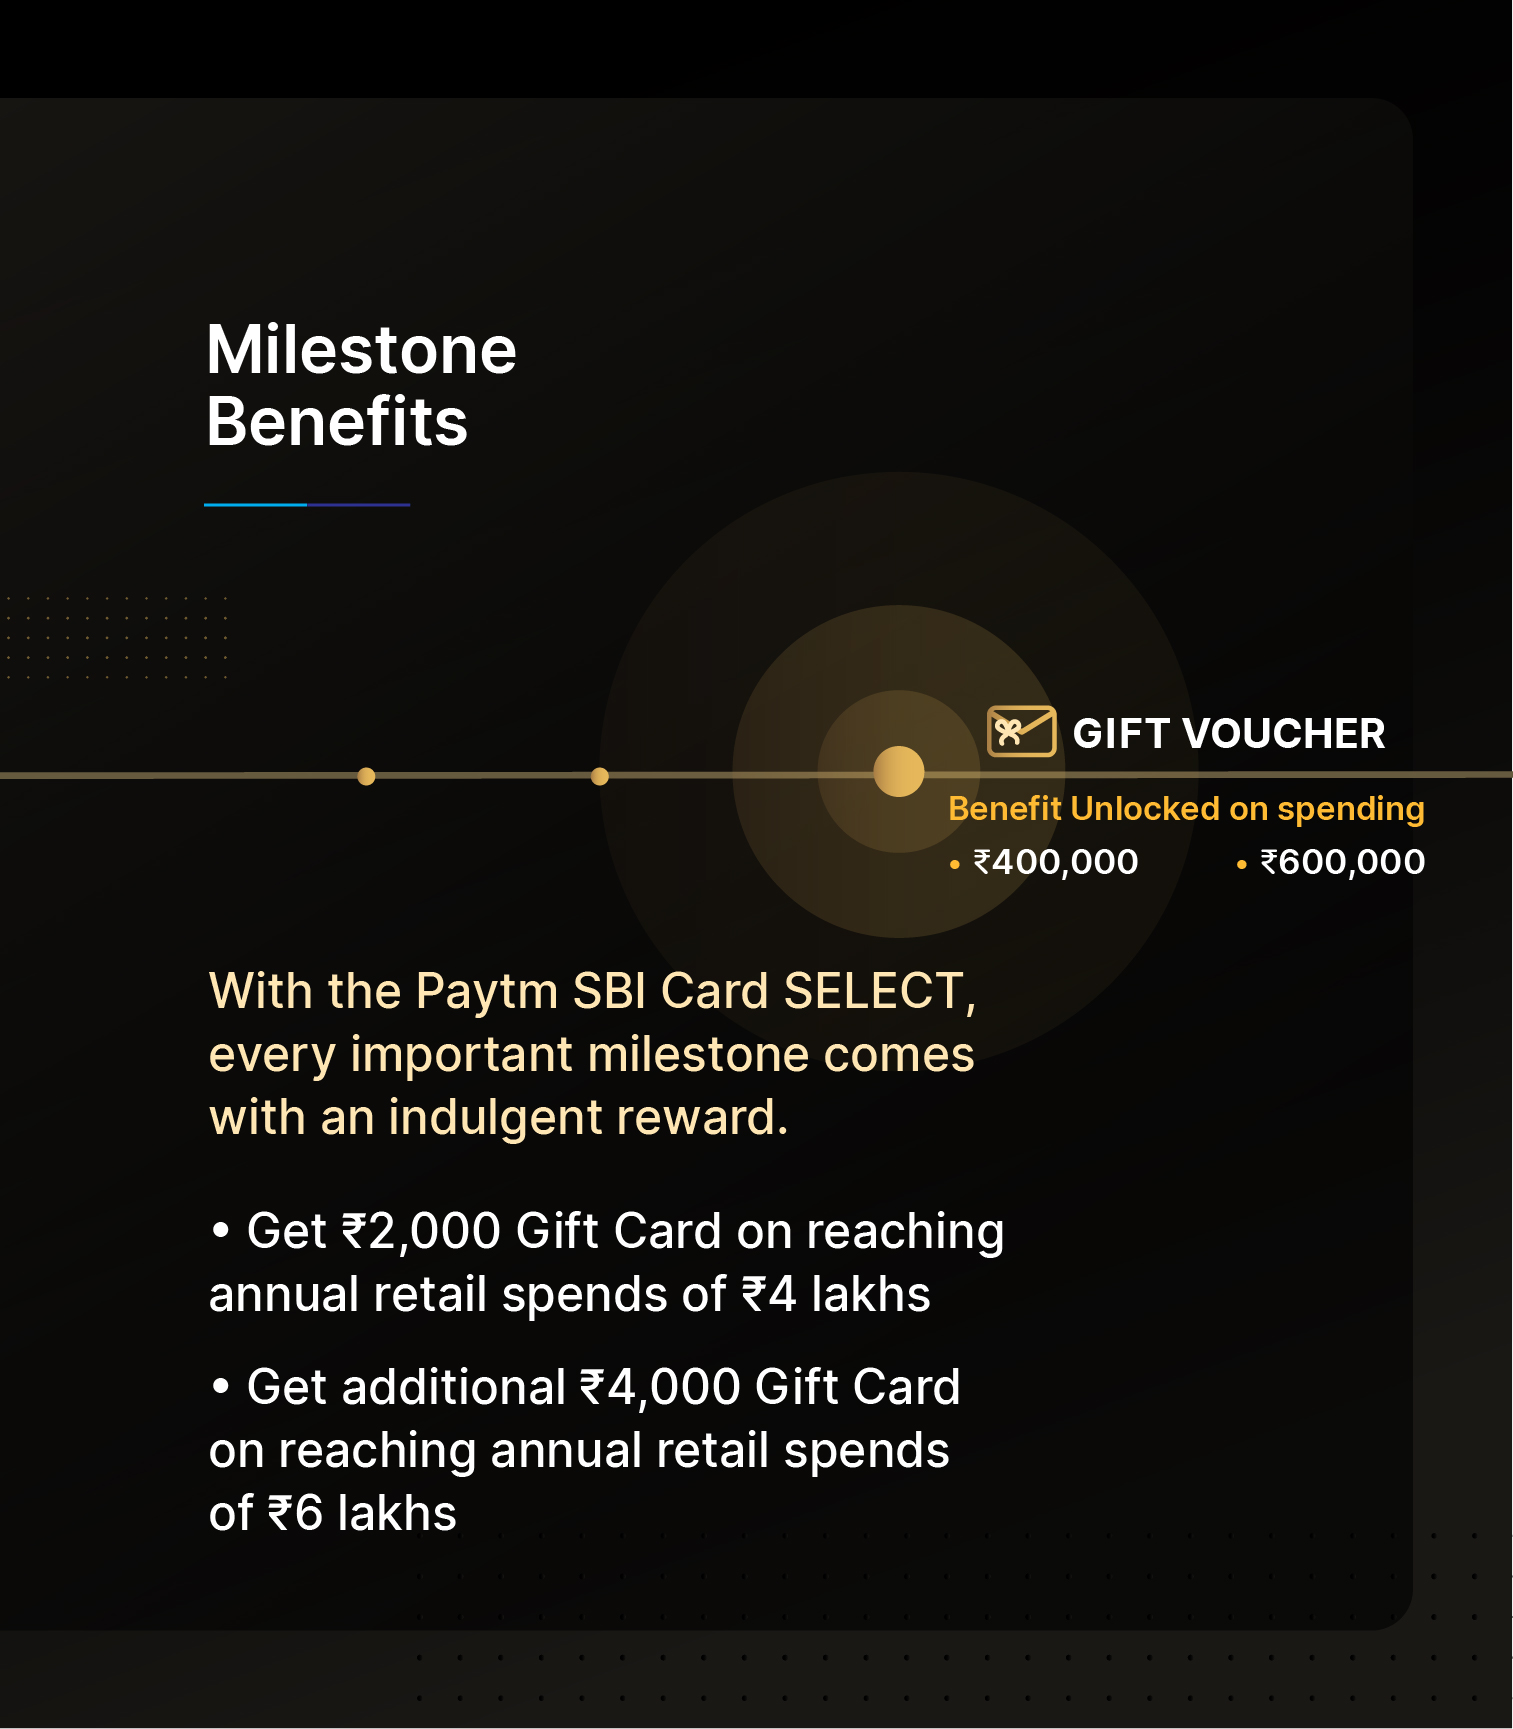 Milestone
Benefits
GIFT VOUCHER
Benefit Unlocked on spending
• ₹400,000 • ₹600,000
With the Paytm SBI Card SELECT,
every important milestone comes
with an indulgent reward.
• Get ₹2,000 Gift Card on reaching
annual retail spends of ₹4 lakhs
• Get additional ₹4,000 Gift Card
on reaching annual retail spends
of ₹6 lakhs